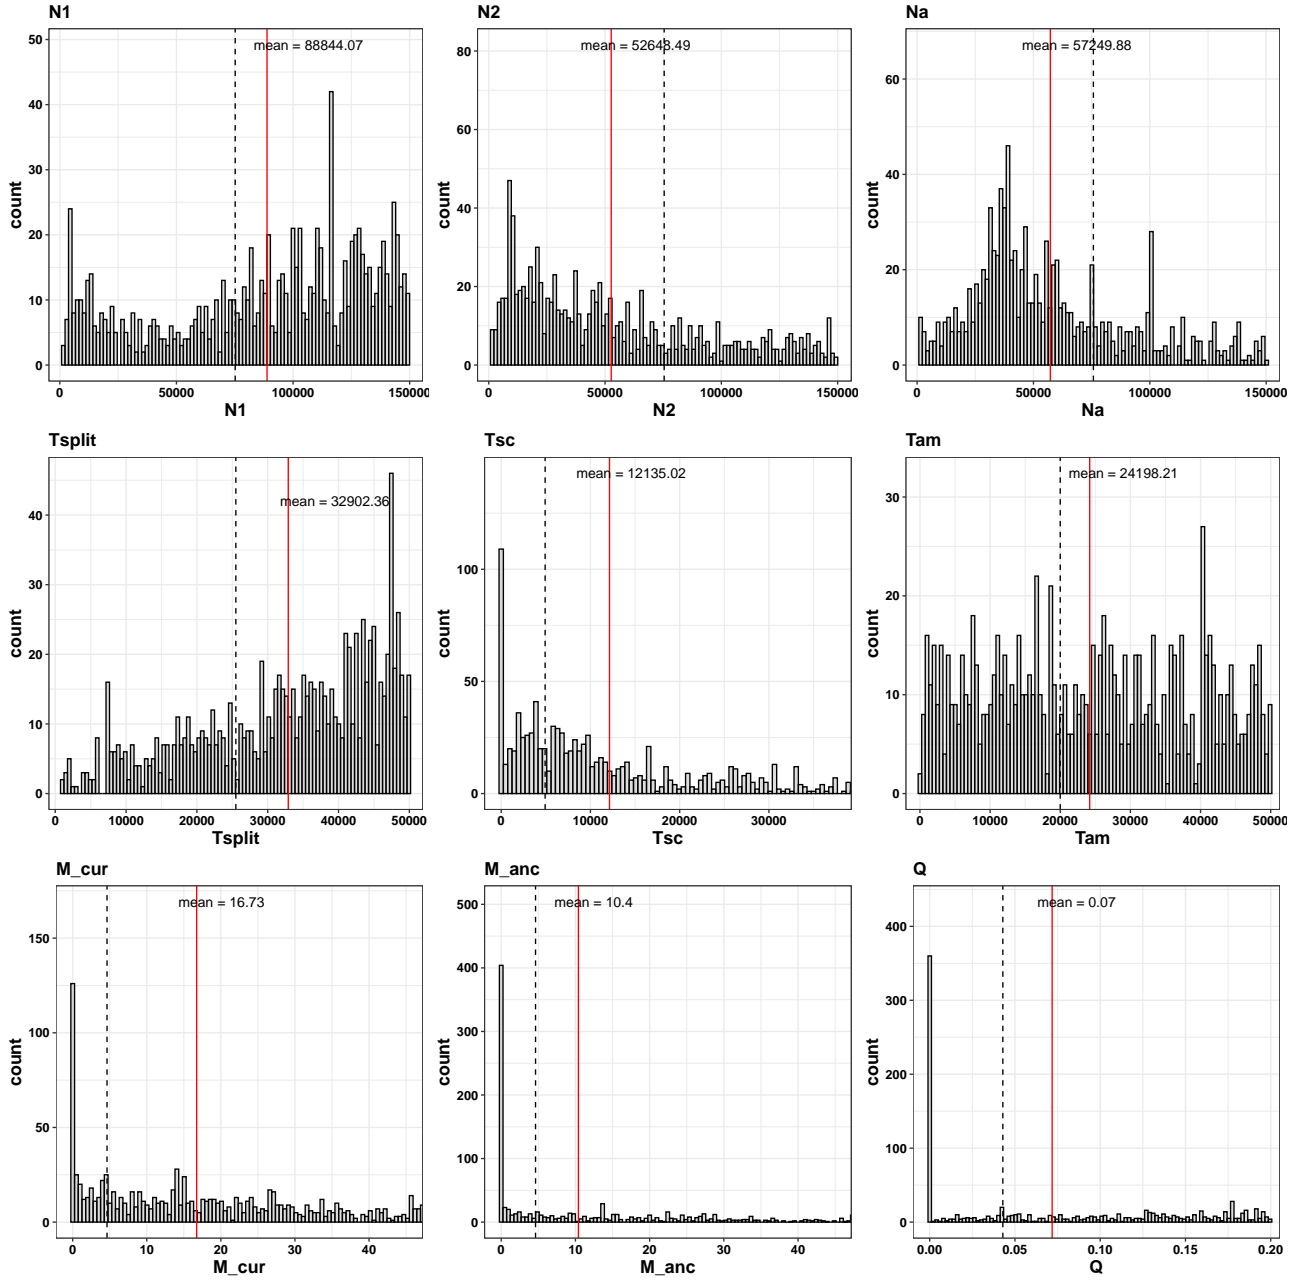 N1
mean = 88844.07
50
40
30
20
10
0
count
0 50000 100000 150000
N1
N2
mean = 52648.49
80
60
40
20
0
count
0 50000 100000 150000
N2
Na
mean = 57249.88
60
40
20
0
count
0 50000 100000 150000
Na
Tsplit
mean = 32902.36
40
30
20
10
0
count
0 10000 20000 30000 40000 50000
Tsplit
Tsc
mean = 12135.02
100
50
0
count
0 10000 20000 30000
Tsc
Tam
mean = 24198.21
30
20
10
0
count
0 10000 20000 30000 40000 50000
Tam
M_cur
mean = 16.73
150
100
50
0
count
0 10 20 30 40
M_cur
M_anc
mean = 10.4
500
400
300
200
100
0
count
0 10 20 30 40
M_anc
Q
mean = 0.07
400
300
200
100
0
count
0.00 0.05 0.10 0.15 0.20
Q